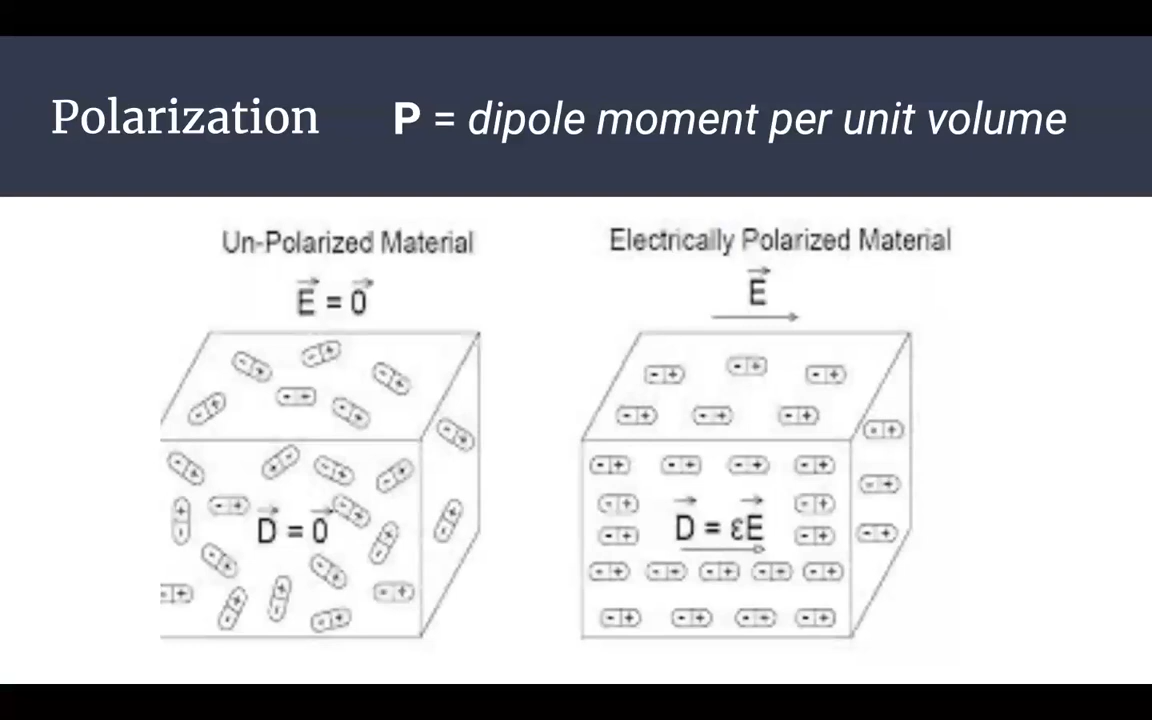 Polarization
P = dipole moment per unit volume
Un-Polarized Material
E = 0
D = 0
Electrically Polarized Material
E
D = εE